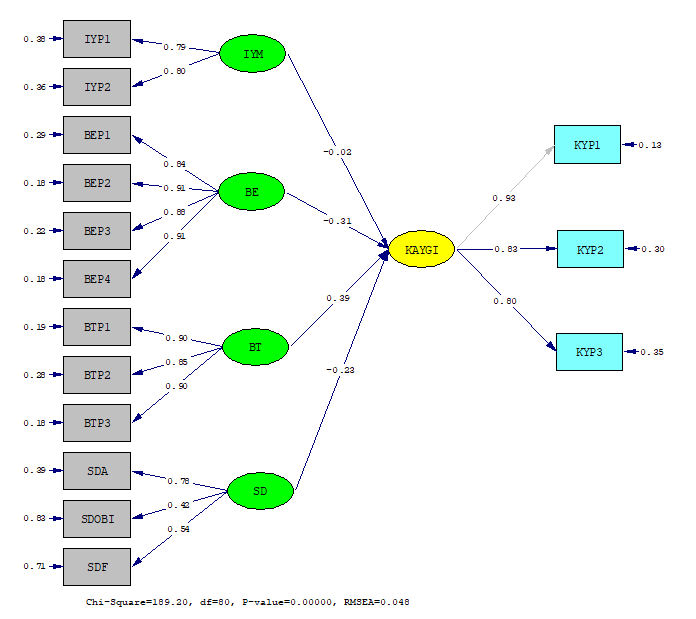 0.38 IYP1 0.79 IYM
0.36 IYP2 0.80
0.29 BEP1 0.84 -0.02 KYP1 0.13
0.18 BEP2 0.91 BE 0.93
0.22 BEP3 0.88 -0.31
0.18 BEP4 0.91 KAYGI 0.83 KYP2 0.30
0.19 BTP1 0.90 0.39 0.80
0.28 BTP2 0.85 BT -0.23 KYP3 0.35
0.18 BTP3 0.90
0.39 SDA 0.78
0.83 SDOBI 0.42 SD
0.71 SDF 0.54
Chi-Square=189.20, df=80, P-value=0.00000, RMSEA=0.048